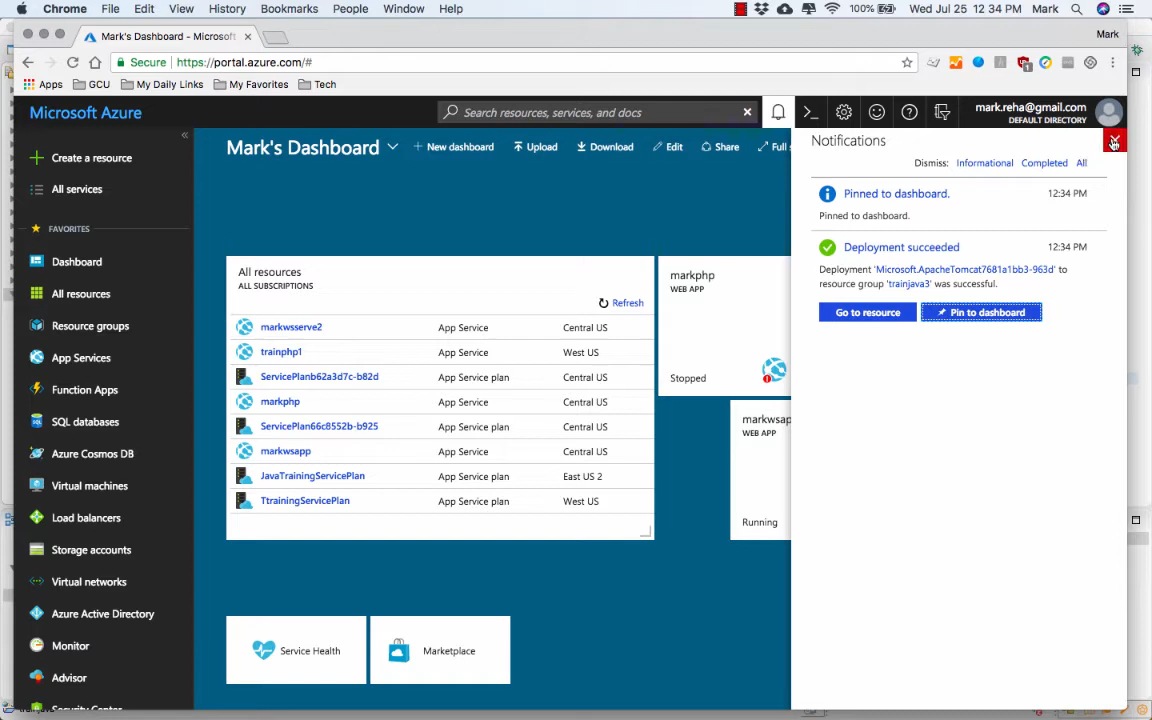 Chrome File Edit View History Bookmarks People Window Help 100% Wed Jul 25 12:34 PM Mark
Mark's Dashboard - Microsoft Mark
Secure https://portal.azure.com/#
Apps GCU My Daily Links My Favorites Tech
Microsoft Azure Search resources, services, and docs mark.reha@gmail.com
DEFAULT DIRECTORY
Mark's Dashboard New dashboard Upload Download Edit Share Full s
Create a resource
All services
FAVORITES
Dashboard
All resources
Resource groups
App Services
Function Apps
SQL databases
Azure Cosmos DB
Virtual machines
Load balancers
Storage accounts
Virtual networks
Azure Active Directory
Monitor
Advisor
Security Center
All resources
ALL SUBSCRIPTIONS
Refresh
markwsserve2 App Service Central US
trainphp1 App Service West US
ServicePlanb62a3d7c-b82d App Service plan Central US
markphp App Service Central US
ServicePlan66c8552b-b925 App Service plan Central US
markwsapp App Service Central US
JavaTrainingServicePlan App Service plan East US 2
TtrainingServicePlan App Service plan West US
markphp
WEB APP
Stopped
markwsap
WEB APP
Running
Service Health
Marketplace
Notifications
Dismiss: Informational Completed All
Pinned to dashboard. 12:34 PM
Pinned to dashboard.
Deployment succeeded 12:34 PM
Deployment 'Microsoft.ApacheTomcat7681a1bb3-963d' to
resource group 'trainjava3' was successful.
Go to resource Pin to dashboard